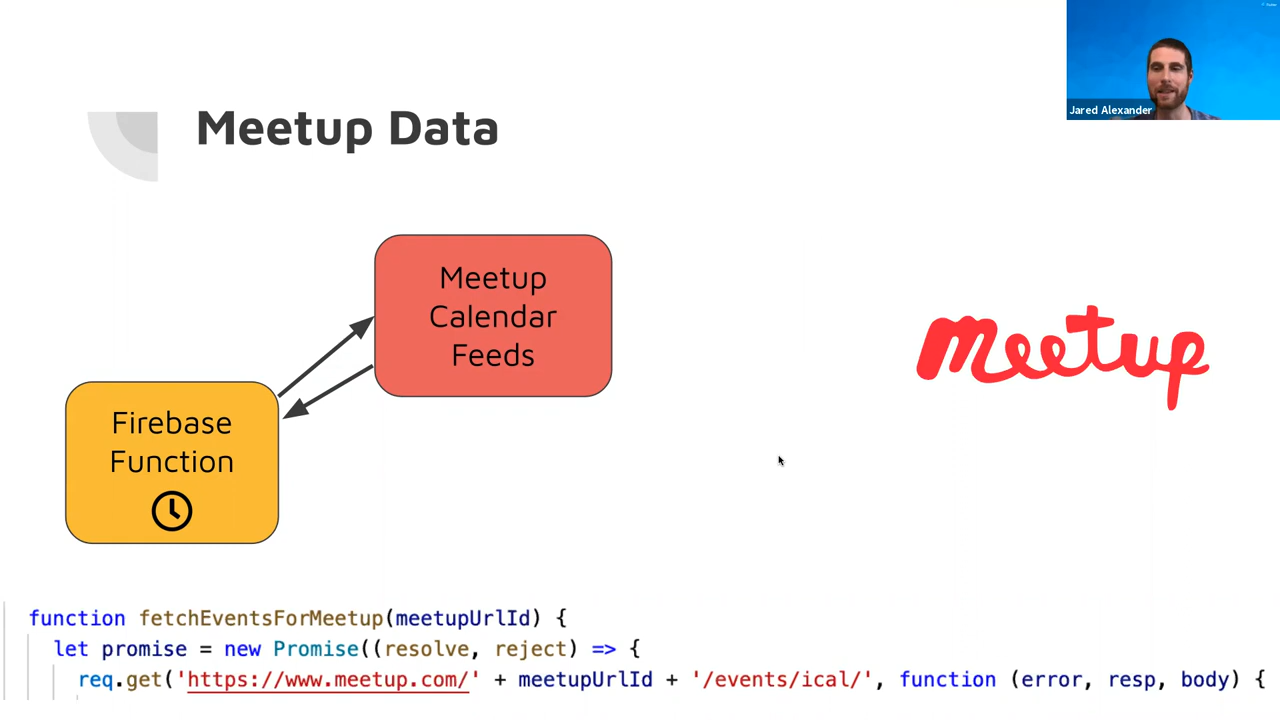 Jared Alexander
Meetup Data
Meetup
Calendar
Feeds
Firebase
Function
meetup
function fetchEventsForMeetup(meetupUrlId) {
let promise = new Promise((resolve, reject) => {
req.get('https://www.meetup.com/' + meetupUrlId + '/events/ical/', function (error, resp, body) {